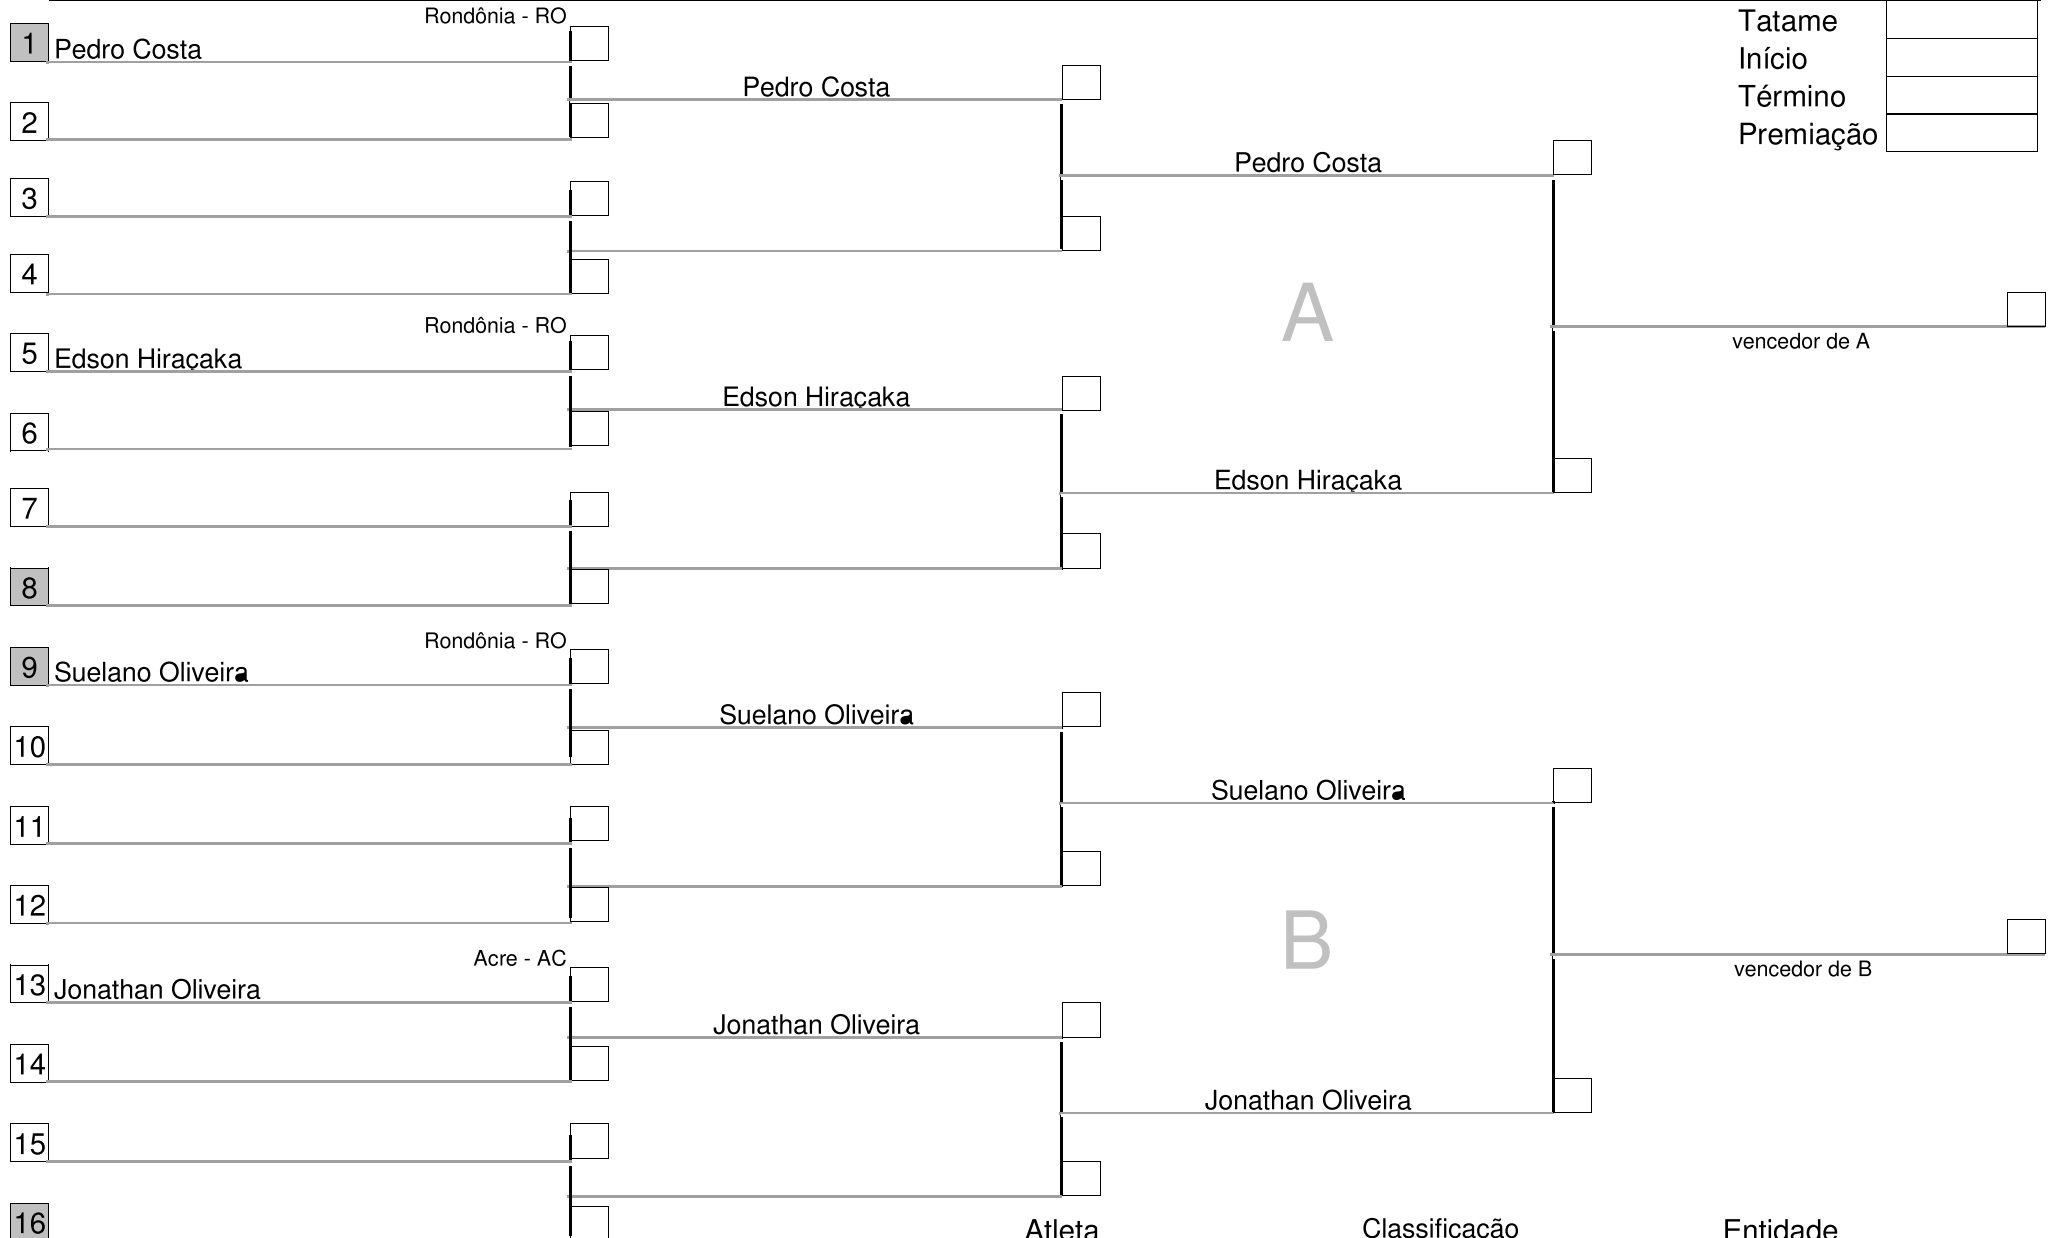 Rondônia - RO
Tatame
1 Pedro Costa
Início
Pedro Costa
Término
2
Premiação
Pedro Costa
3
4
A
Rondônia - RO
vencedor de A
5 Edson Hiraçaka
Edson Hiraçaka
6
Edson Hiraçaka
7
8
Rondônia - RO
9 Suelano Oliveira
Suelano Oliveira
10
Suelano Oliveira
11
12
B
Acre - AC
vencedor de B
13 Jonathan Oliveira
Jonathan Oliveira
14
Jonathan Oliveira
15
16
Atleta Classificação Entidade